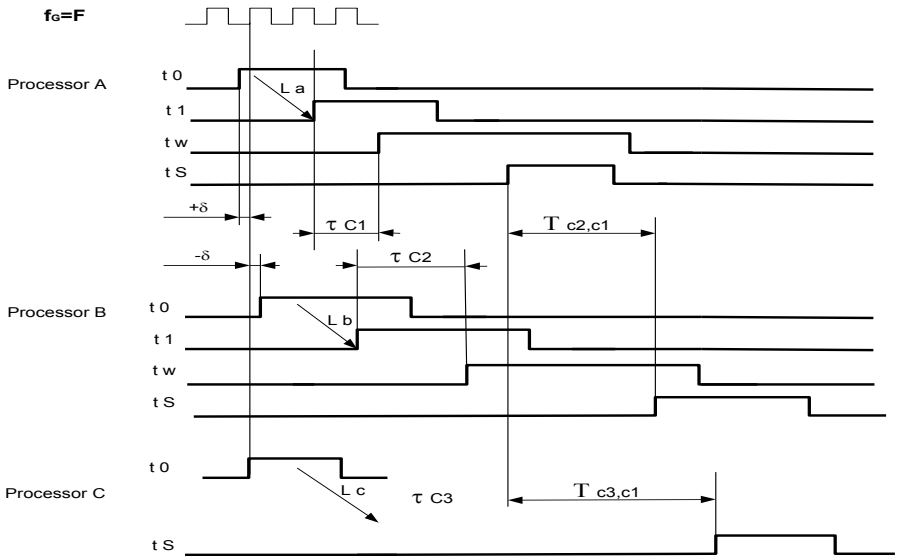 fG=F
Processor A
t 0
L a
t 1
t w
t S
+δ
τ C1
T c2,c1
-δ
τ C2
Processor B
t 0
L b
t 1
t w
t S
t 0
Processor C
L c
τ C3
T c3,c1
t S